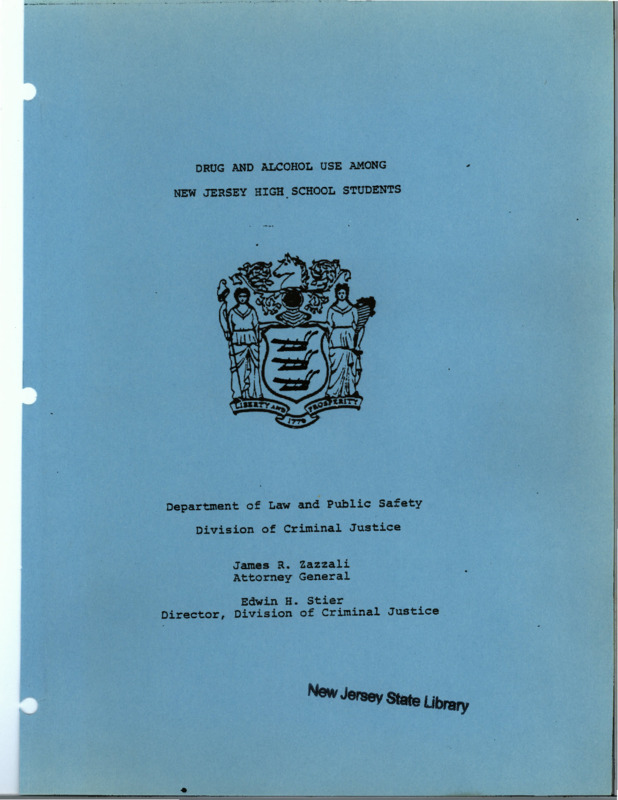 DRUG AND ALCOHOL USE AMONG
NEW JERSEY HIGH SCHOOL STUDENTS
LIBERTY AND PROSPERITY
1776
Department of Law and Public Safety
Division of Criminal Justice
James R. Zazzali
Attorney General
Edwin H. Stier
Director, Division of Criminal Justice
New Jersey State Library